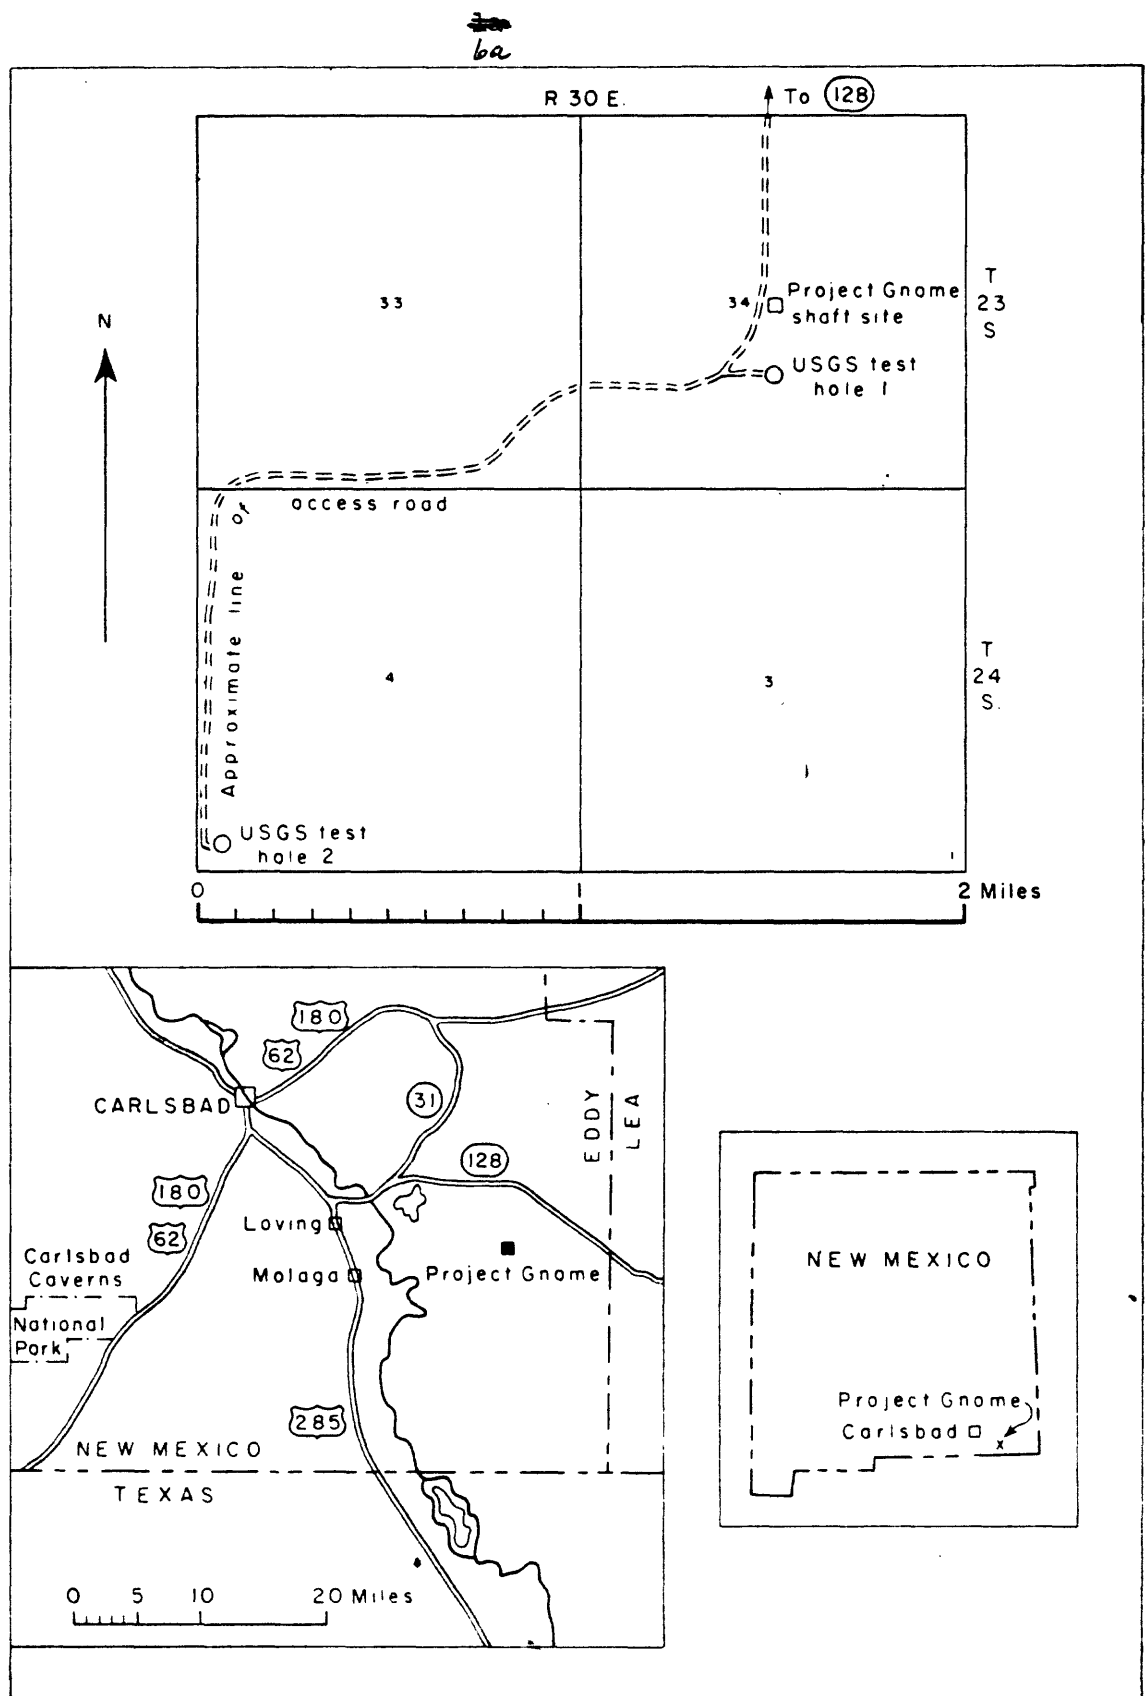 6a
R 30 E.
To 128
33
34
Project Gnome
shaft site
T
23
S
N
USGS test
hole 1
access road
of
Approximate line
4
3
T
24
S.
USGS test
hole 2
0 1 2 Miles
180
62
CARLSBAD
31
EDDY
LEA
128
180
62
Loving
Carlsbad
Caverns
National
Park
Malaga
Project Gnome
285
NEW MEXICO
TEXAS
0 5 10 20 Miles
NEW MEXICO
Project Gnome
Carlsbad
x